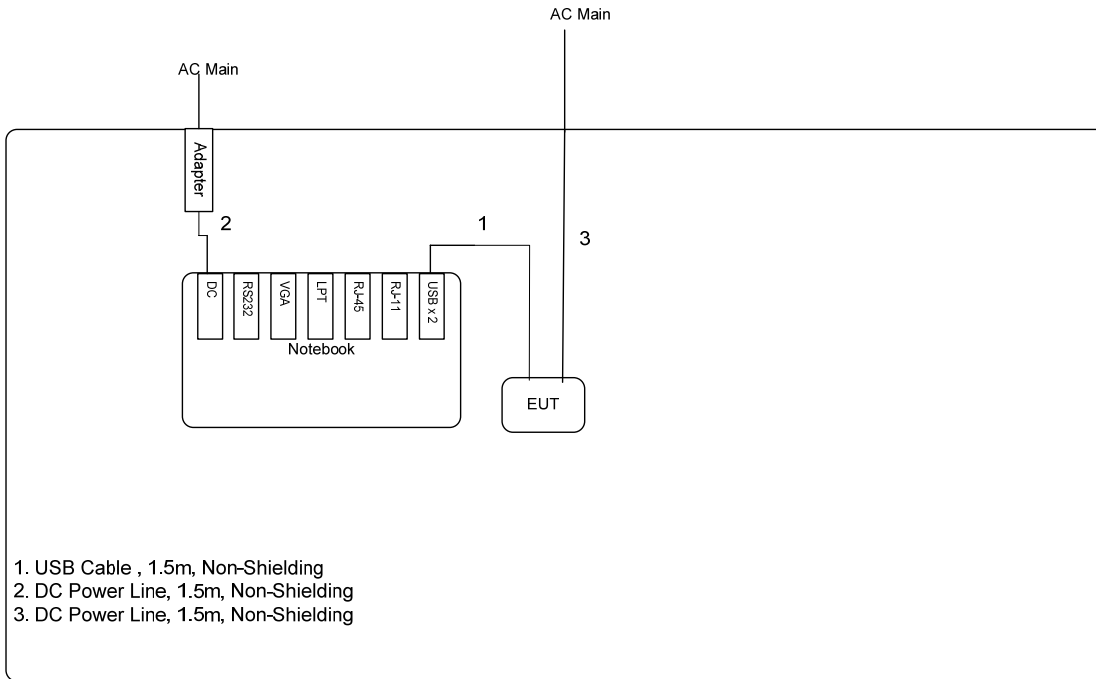 AC Main
AC Main
Adapter
2
1
3
DC
RS232
VGA
LPT
RJ-45
RJ-11
USB x 2
Notebook
EUT
1. USB Cable , 1.5m, Non-Shielding
2. DC Power Line, 1.5m, Non-Shielding
3. DC Power Line, 1.5m, Non-Shielding